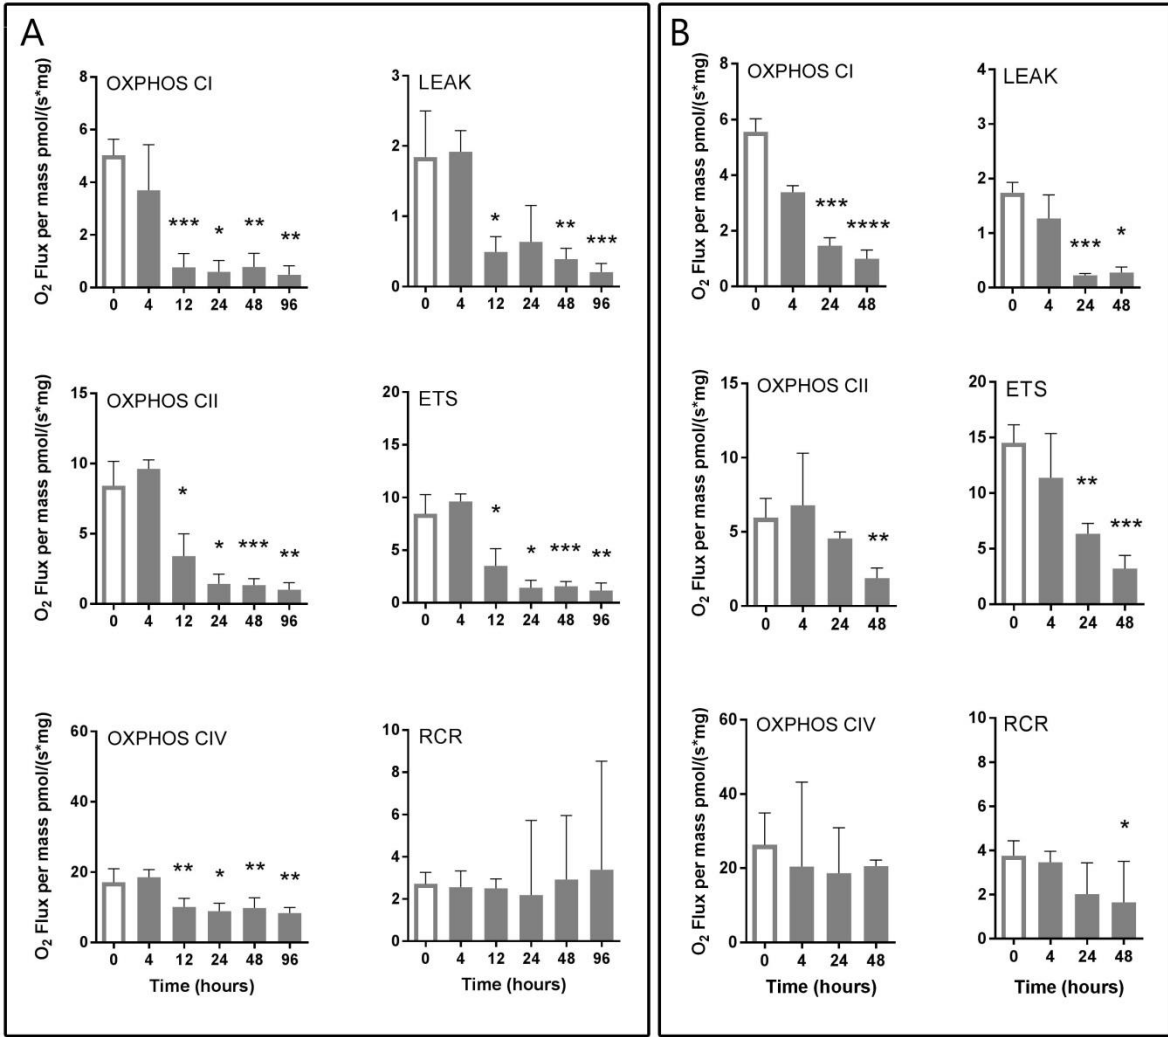 A
OXPHOS CI
O2 Flux per mass pmol/(s*mg)
8
6
4
2
0
*** * ** **
0 4 12 24 48 96
LEAK
3
2
1
0
* ** ***
0 4 12 24 48 96
OXPHOS CII
O2 Flux per mass pmol/(s*mg)
15
10
5
0
* * *** **
0 4 12 24 48 96
ETS
20
15
10
5
0
* * *** **
0 4 12 24 48 96
OXPHOS CIV
O2 Flux per mass pmol/(s*mg)
60
40
20
0
** * ** **
0 4 12 24 48 96
Time (hours)
RCR
10
8
6
4
2
0
0 4 12 24 48 96
Time (hours)
B
OXPHOS CI
O2 Flux per mass pmol/(s*mg)
8
6
4
2
0
*** ****
0 4 24 48
LEAK
4
3
2
1
0
*** *
0 4 24 48
OXPHOS CII
O2 Flux per mass pmol/(s*mg)
15
10
5
0
**
0 4 24 48
ETS
20
15
10
5
0
** ***
0 4 24 48
OXPHOS CIV
O2 Flux per mass pmol/(s*mg)
60
40
20
0
0 4 24 48
Time (hours)
RCR
10
8
6
4
2
0
*
0 4 24 48
Time (hours)